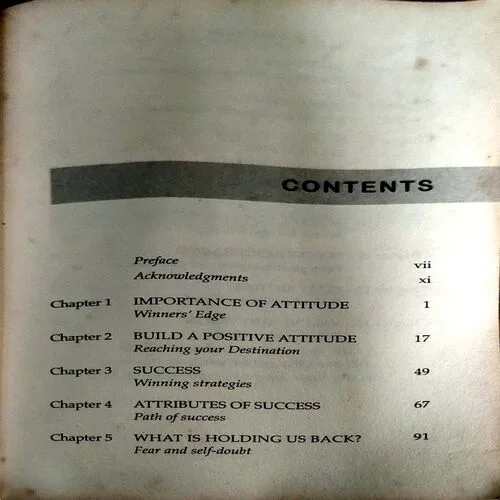 CONTENTS
Preface vii
Acknowledgments xi
Chapter 1 IMPORTANCE OF ATTITUDE 1
Winners' Edge
Chapter 2 BUILD A POSITIVE ATTITUDE 17
Reaching your Destination
Chapter 3 SUCCESS 49
Winning strategies
Chapter 4 ATTRIBUTES OF SUCCESS 67
Path of success
Chapter 5 WHAT IS HOLDING US BACK? 91
Fear and self-doubt